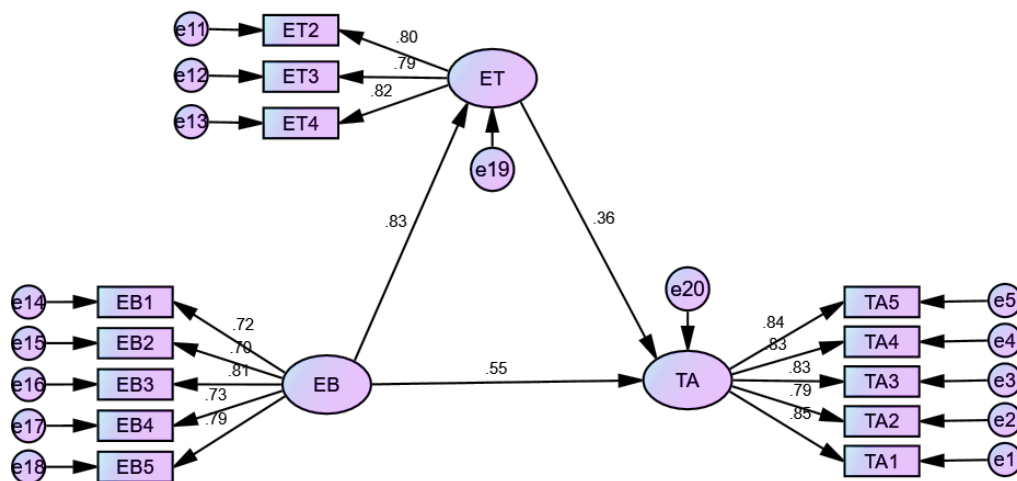 e11
ET2
.80
e12
ET3
.79
ET
e13
ET4
.82
e19
.83
.36
e14
EB1
.72
e15
EB2
.70
e16
EB3
.81
e17
EB4
.73
e18
EB5
.79
EB
.55
e20
TA
.84
TA5
e5
.83
TA4
e4
.83
TA3
e3
.79
TA2
e2
.85
TA1
e1